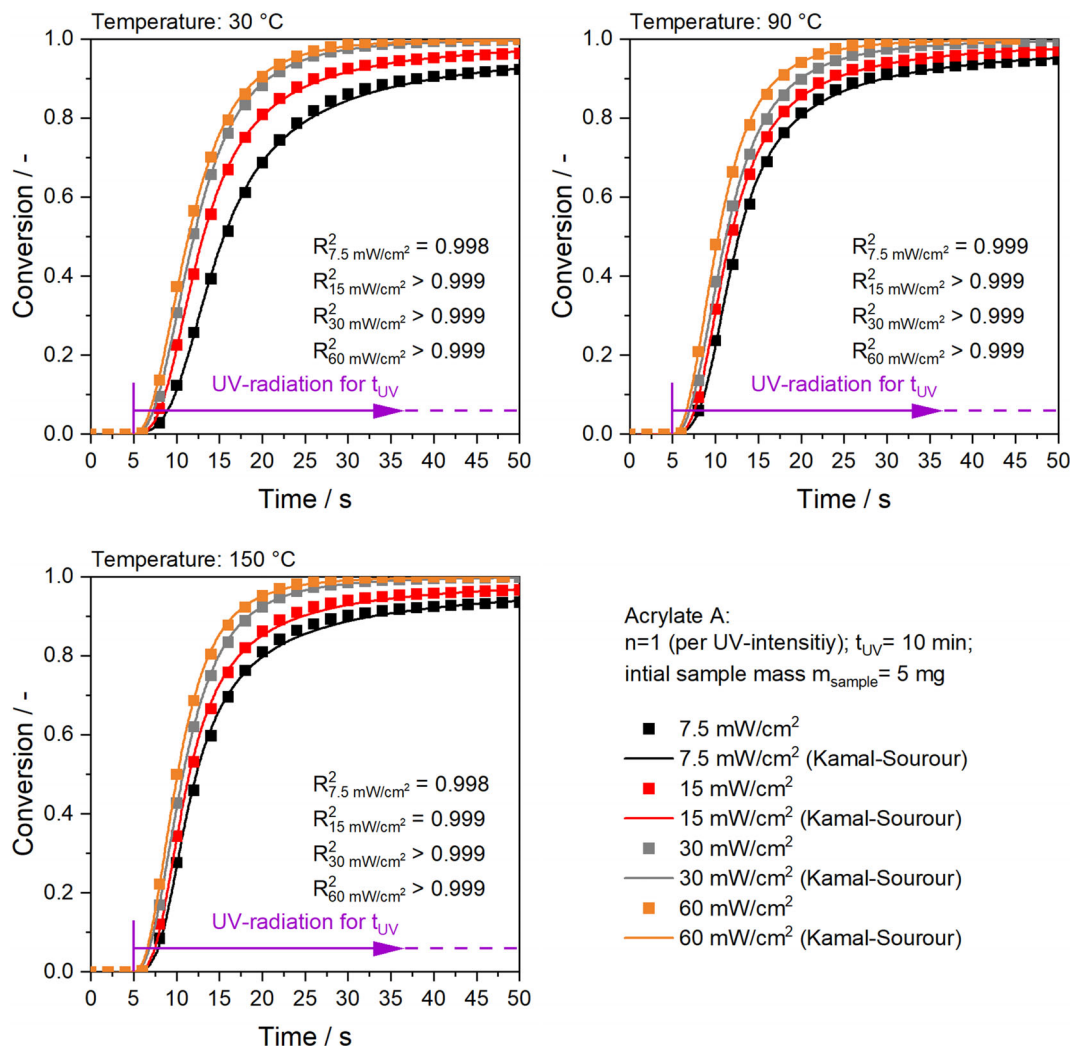 Temperature: 30 °C
1.0
0.8
0.6
0.4
0.2
0.0
Conversion / -
R²7.5 mW/cm² = 0.998
R²15 mW/cm² > 0.999
R²30 mW/cm² > 0.999
R²60 mW/cm² > 0.999
UV-radiation for tUV
0 5 10 15 20 25 30 35 40 45 50
Time / s
Temperature: 90 °C
1.0
0.8
0.6
0.4
0.2
0.0
Conversion / -
R²7.5 mW/cm² = 0.999
R²15 mW/cm² > 0.999
R²30 mW/cm² > 0.999
R²60 mW/cm² > 0.999
UV-radiation for tUV
0 5 10 15 20 25 30 35 40 45 50
Time / s
Temperature: 150 °C
1.0
0.8
0.6
0.4
0.2
0.0
Conversion / -
R²7.5 mW/cm² = 0.998
R²15 mW/cm² = 0.999
R²30 mW/cm² > 0.999
R²60 mW/cm² > 0.999
UV-radiation for tUV
0 5 10 15 20 25 30 35 40 45 50
Time / s
Acrylate A:
n=1 (per UV-intensitiy); tUV= 10 min;
intial sample mass msample= 5 mg
7.5 mW/cm²
7.5 mW/cm² (Kamal-Sourour)
15 mW/cm²
15 mW/cm² (Kamal-Sourour)
30 mW/cm²
30 mW/cm² (Kamal-Sourour)
60 mW/cm²
60 mW/cm² (Kamal-Sourour)